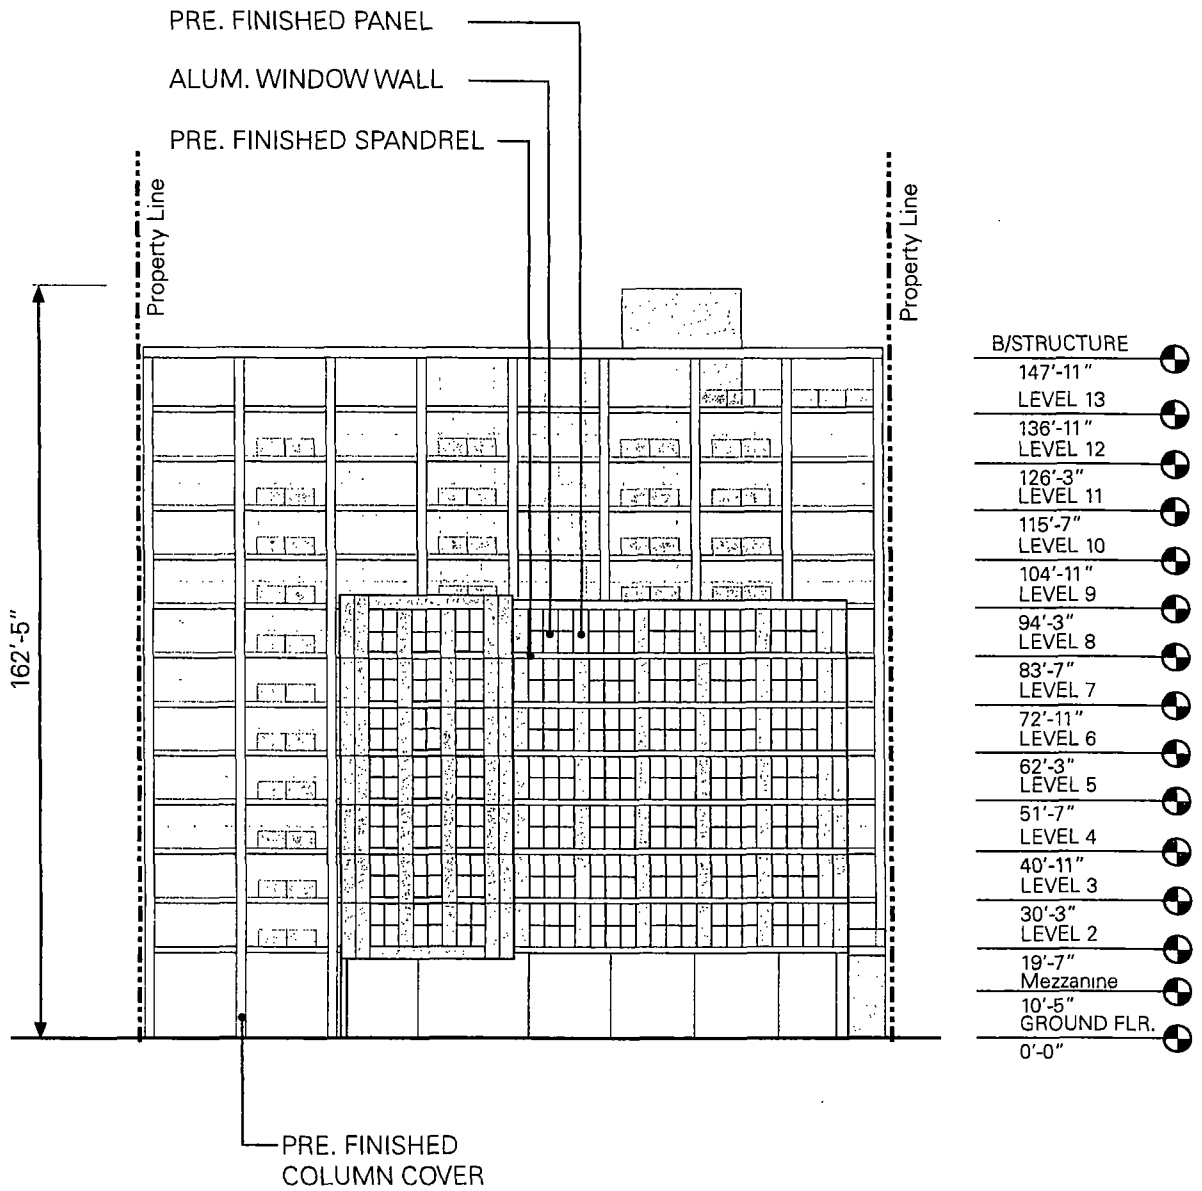 PRE. FINISHED PANEL
ALUM. WINDOW WALL
PRE. FINISHED SPANDREL
Property Line
Property Line
162'-5"
B/STRUCTURE
147'-11"
LEVEL 13
136'-11"
LEVEL 12
126'-3"
LEVEL 11
115'-7"
LEVEL 10
104'-11"
LEVEL 9
94'-3"
LEVEL 8
83'-7"
LEVEL 7
72'-11"
LEVEL 6
62'-3"
LEVEL 5
51'-7"
LEVEL 4
40'-11"
LEVEL 3
30'-3"
LEVEL 2
19'-7"
Mezzanine
10'-5"
GROUND FLR.
0'-0"
PRE. FINISHED
COLUMN COVER